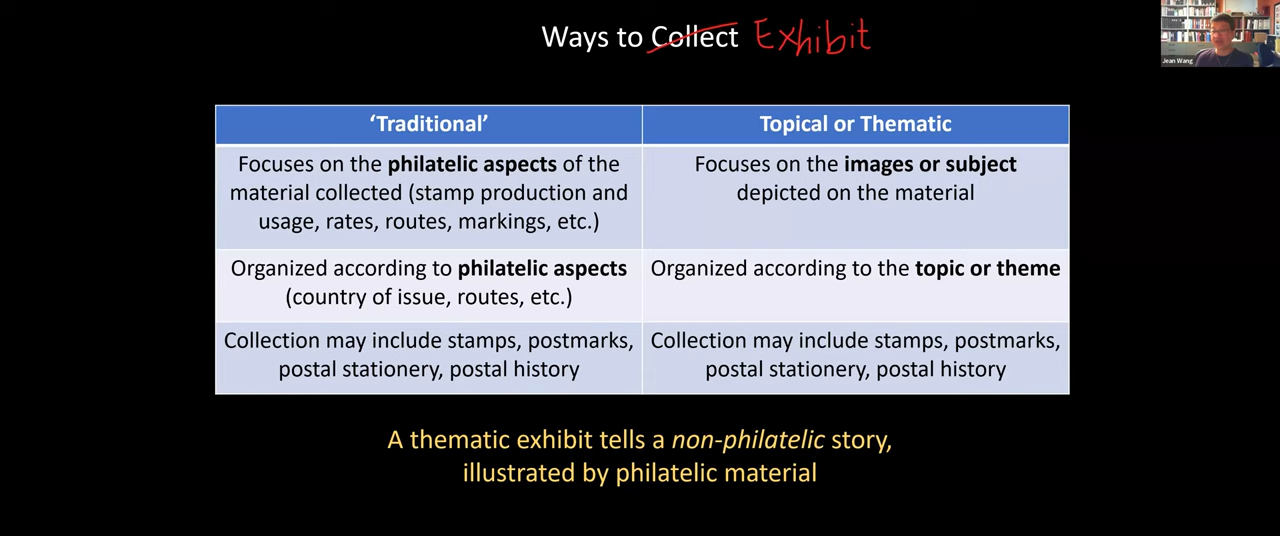 Ways to Collect Exhibit
Jean Wang
‘Traditional’
Topical or Thematic
Focuses on the philatelic aspects of the
material collected (stamp production and
usage, rates, routes, markings, etc.)
Focuses on the images or subject
depicted on the material
Organized according to philatelic aspects
(country of issue, routes, etc.)
Organized according to the topic or theme
Collection may include stamps, postmarks,
postal stationery, postal history
Collection may include stamps, postmarks,
postal stationery, postal history
A thematic exhibit tells a non-philatelic story,
illustrated by philatelic material